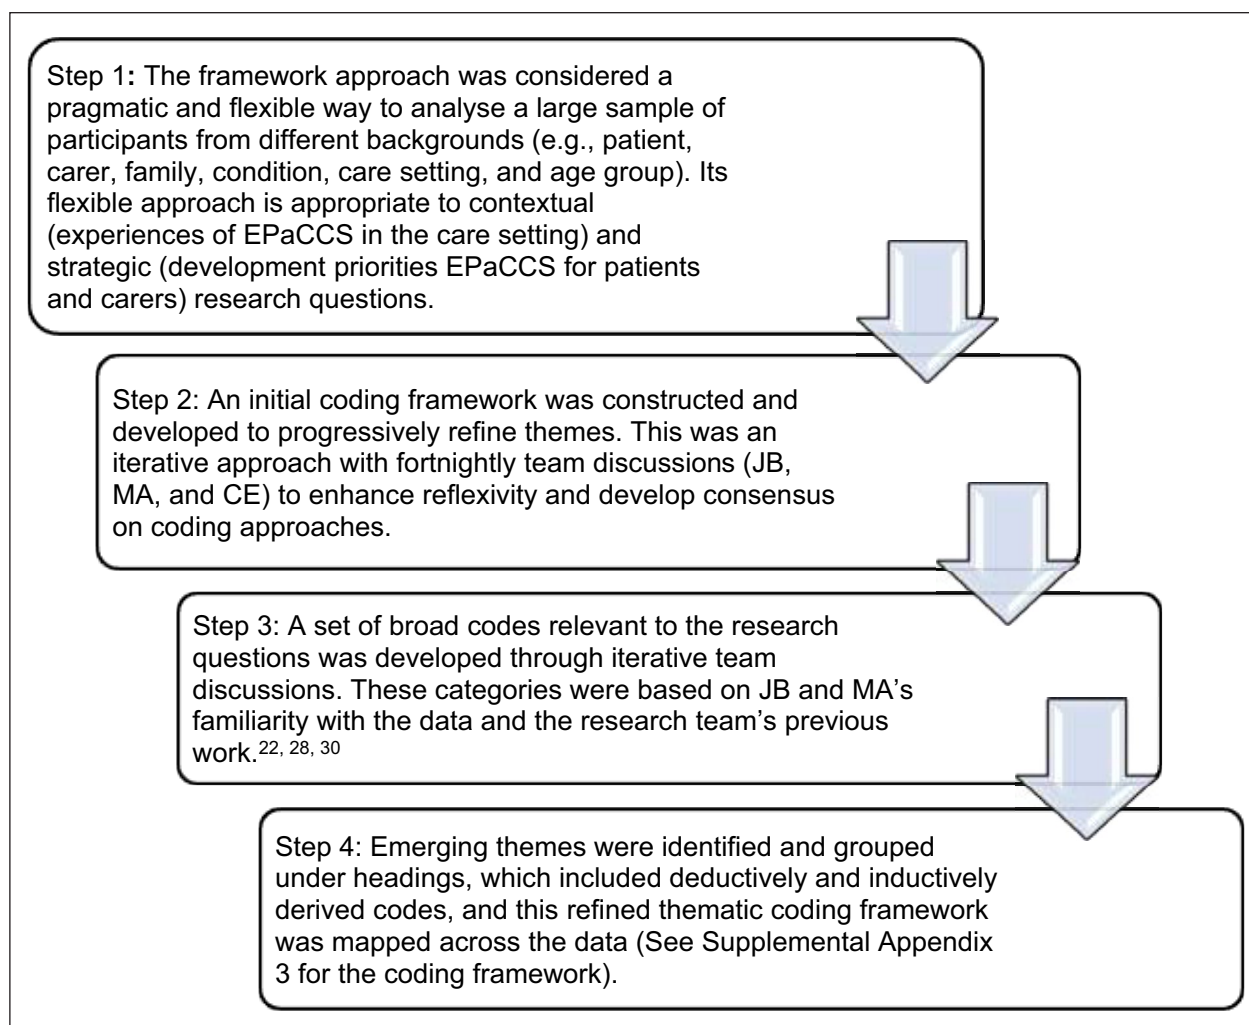 Step 1: The framework approach was considered a
pragmatic and flexible way to analyse a large sample of
participants from different backgrounds (e.g., patient,
carer, family, condition, care setting, and age group). Its
flexible approach is appropriate to contextual
(experiences of EPaCCS in the care setting) and
strategic (development priorities EPaCCS for patients
and carers) research questions.
Step 2: An initial coding framework was constructed and
developed to progressively refine themes. This was an
iterative approach with fortnightly team discussions (JB,
MA, and CE) to enhance reflexivity and develop consensus
on coding approaches.
Step 3: A set of broad codes relevant to the research
questions was developed through iterative team
discussions. These categories were based on JB and MA’s
familiarity with the data and the research team’s previous
work.22, 28, 30
Step 4: Emerging themes were identified and grouped
under headings, which included deductively and inductively
derived codes, and this refined thematic coding framework
was mapped across the data (See Supplemental Appendix
3 for the coding framework).